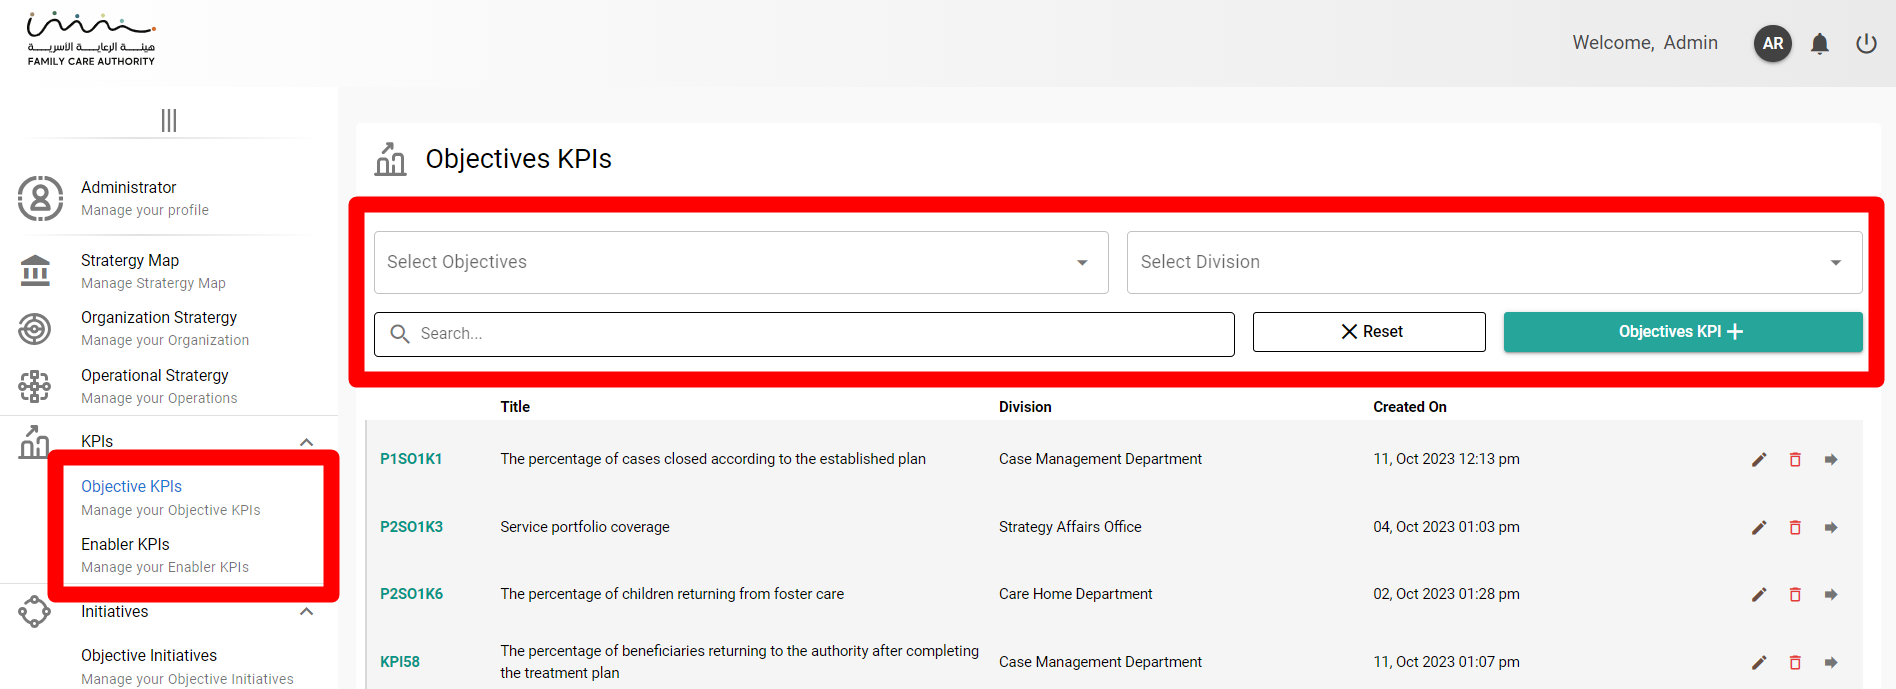 هيئة الرعاية الأسرية
FAMILY CARE AUTHORITY
Welcome, Admin
AR
Administrator
Manage your profile
Stratergy Map
Manage Stratergy Map
Organization Stratergy
Manage your Organization
Operational Stratergy
Manage your Operations
KPIs
Objective KPIs
Manage your Objective KPIs
Enabler KPIs
Manage your Enabler KPIs
Initiatives
Objective Initiatives
Manage your Objective Initiatives
Objectives KPIs
Select Objectives
Select Division
Search...
Reset
Objectives KPI
Title Division Created On
P1SO1K1 The percentage of cases closed according to the established plan Case Management Department 11, Oct 2023 12:13 pm
P2SO1K3 Service portfolio coverage Strategy Affairs Office 04, Oct 2023 01:03 pm
P2SO1K6 The percentage of children returning from foster care Care Home Department 02, Oct 2023 01:28 pm
KPI58 The percentage of beneficiaries returning to the authority after completing
the treatment plan Case Management Department 11, Oct 2023 01:07 pm